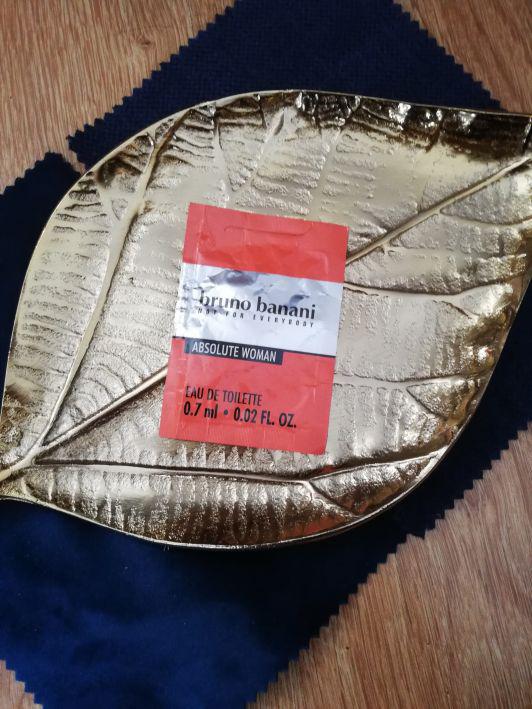 bruno banani
NOT FOR EVERYBODY
ABSOLUTE WOMAN
EAU DE TOILETTE
0.7 ml • 0.02 FL. OZ.